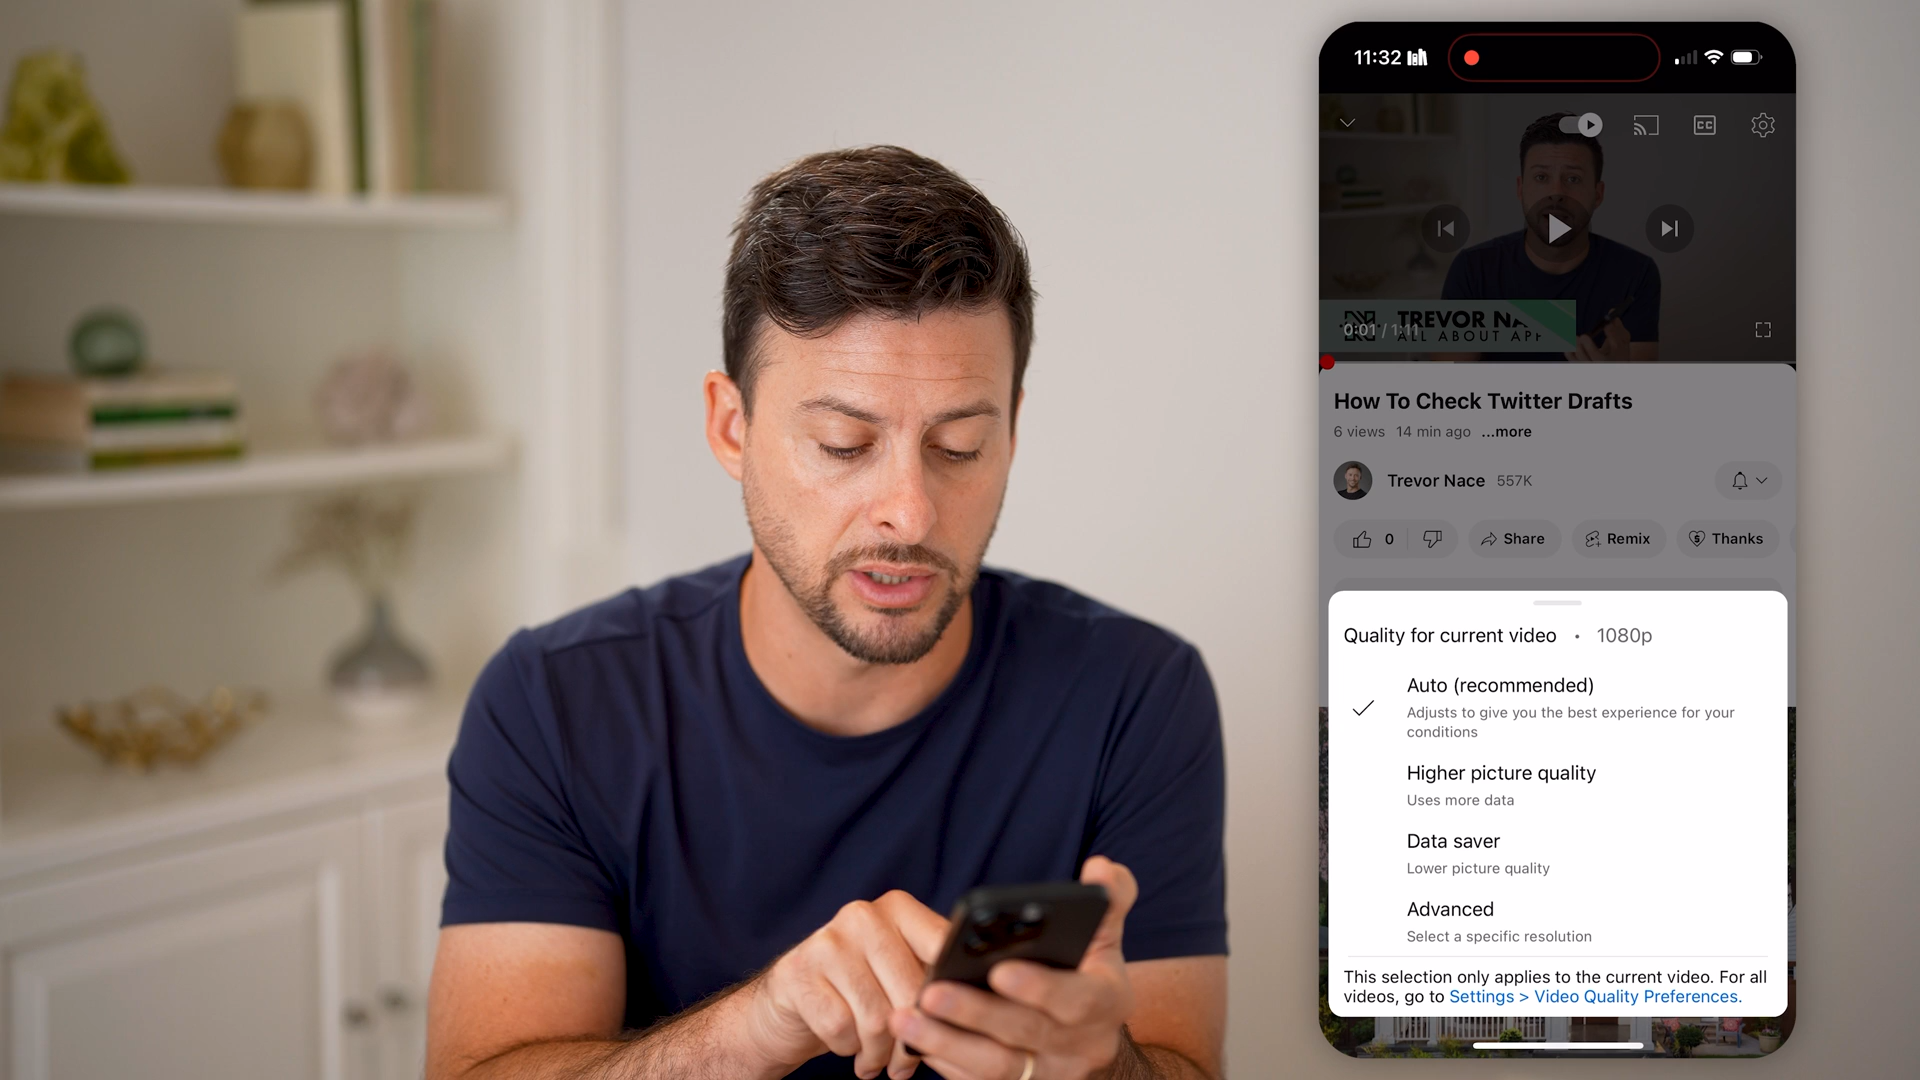 11:32
CC
TREVOR NA
ALL ABOUT APP
0:01 / 1:11
How To Check Twitter Drafts
6 views 14 min ago ...more
Trevor Nace 557K
0 Share Remix Thanks
Quality for current video • 1080p
Auto (recommended)
Adjusts to give you the best experience for your
conditions
Higher picture quality
Uses more data
Data saver
Lower picture quality
Advanced
Select a specific resolution
This selection only applies to the current video. For all
videos, go to Settings > Video Quality Preferences.